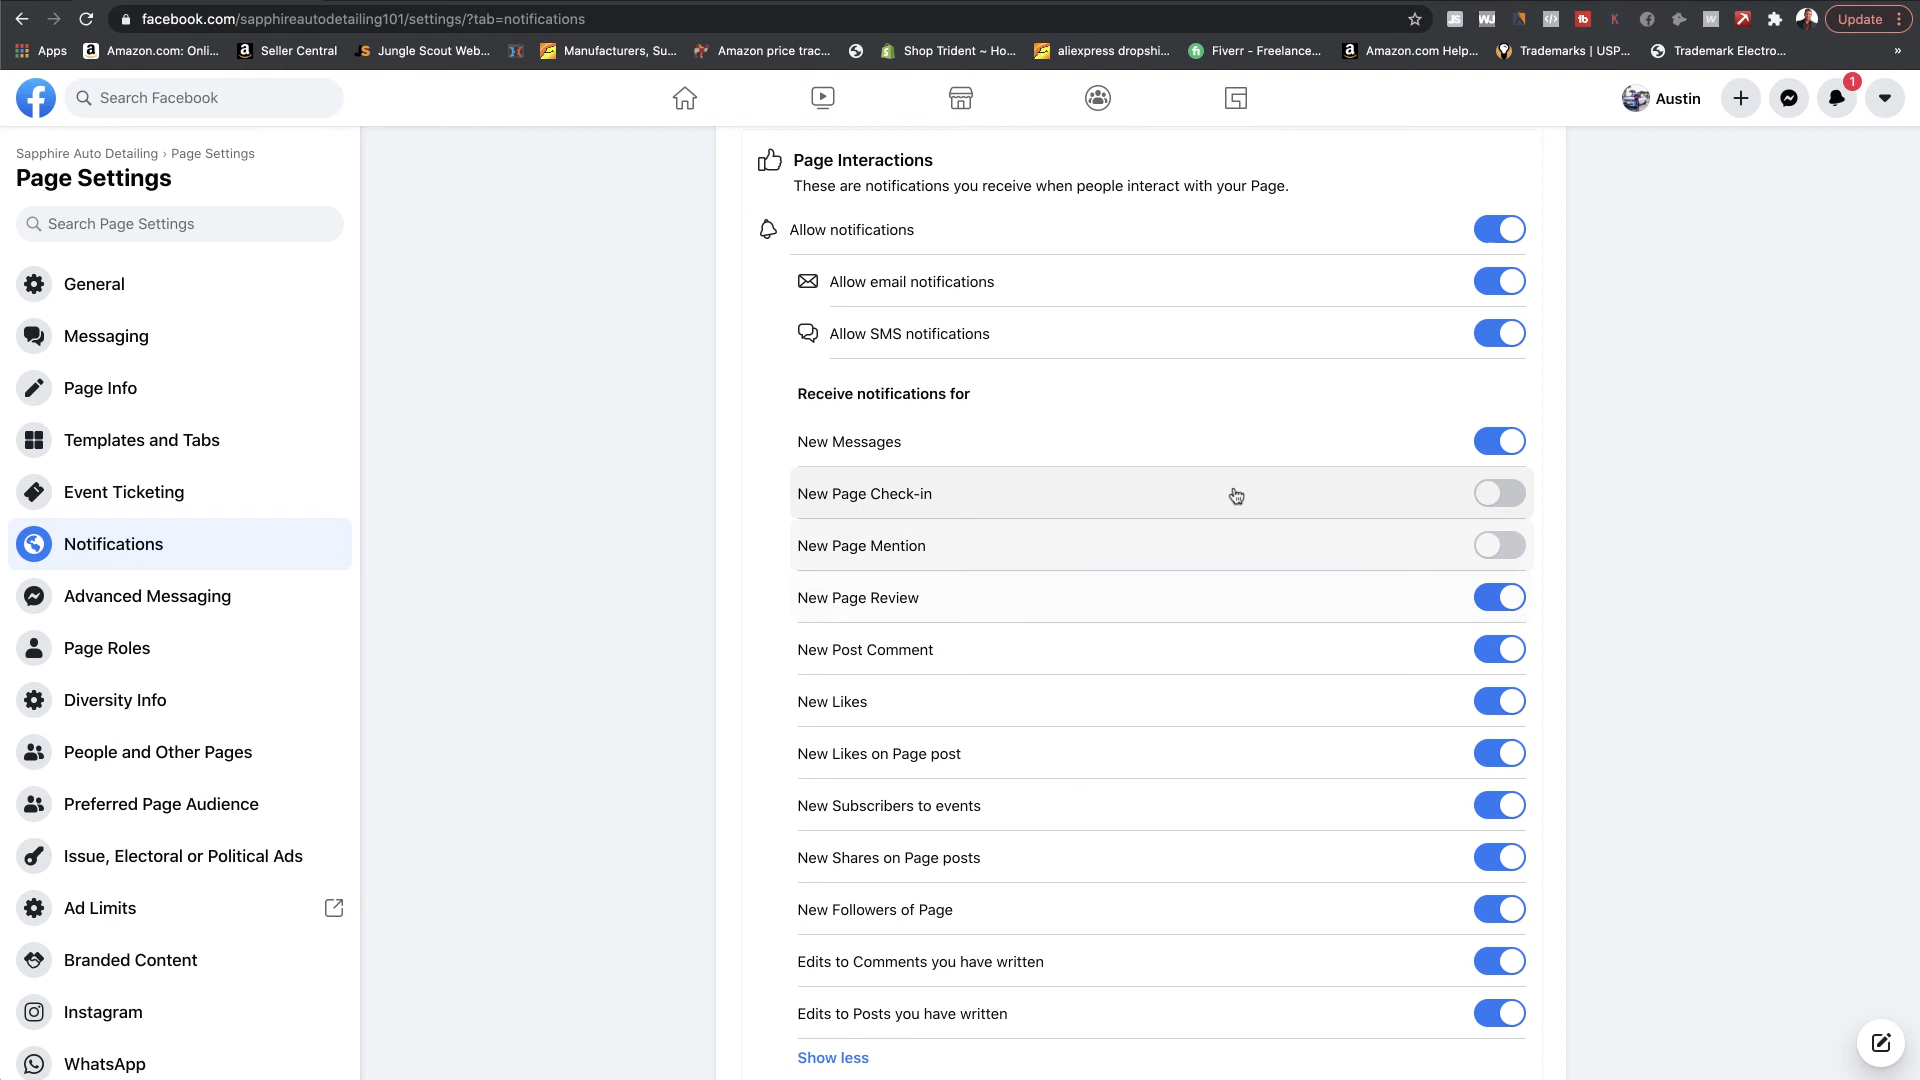 facebook.com/sapphireautodetailing101/settings/?tab=notifications
Update
Apps
Amazon.com: Onli...
Seller Central
Jungle Scout Web...
Manufacturers, Su...
Amazon price trac...
Shop Trident ~ Ho...
aliexpress dropshi...
Fiverr - Freelance...
Amazon.com Help...
Trademarks | USP...
Trademark Electro...
»
Search Facebook
Austin
1
Sapphire Auto Detailing › Page Settings
Page Settings
Search Page Settings
General
Messaging
Page Info
Templates and Tabs
Event Ticketing
Notifications
Advanced Messaging
Page Roles
Diversity Info
People and Other Pages
Preferred Page Audience
Issue, Electoral or Political Ads
Ad Limits
Branded Content
Instagram
WhatsApp
Page Interactions
These are notifications you receive when people interact with your Page.
Allow notifications
Allow email notifications
Allow SMS notifications
Receive notifications for
New Messages
New Page Check-in
New Page Mention
New Page Review
New Post Comment
New Likes
New Likes on Page post
New Subscribers to events
New Shares on Page posts
New Followers of Page
Edits to Comments you have written
Edits to Posts you have written
Show less